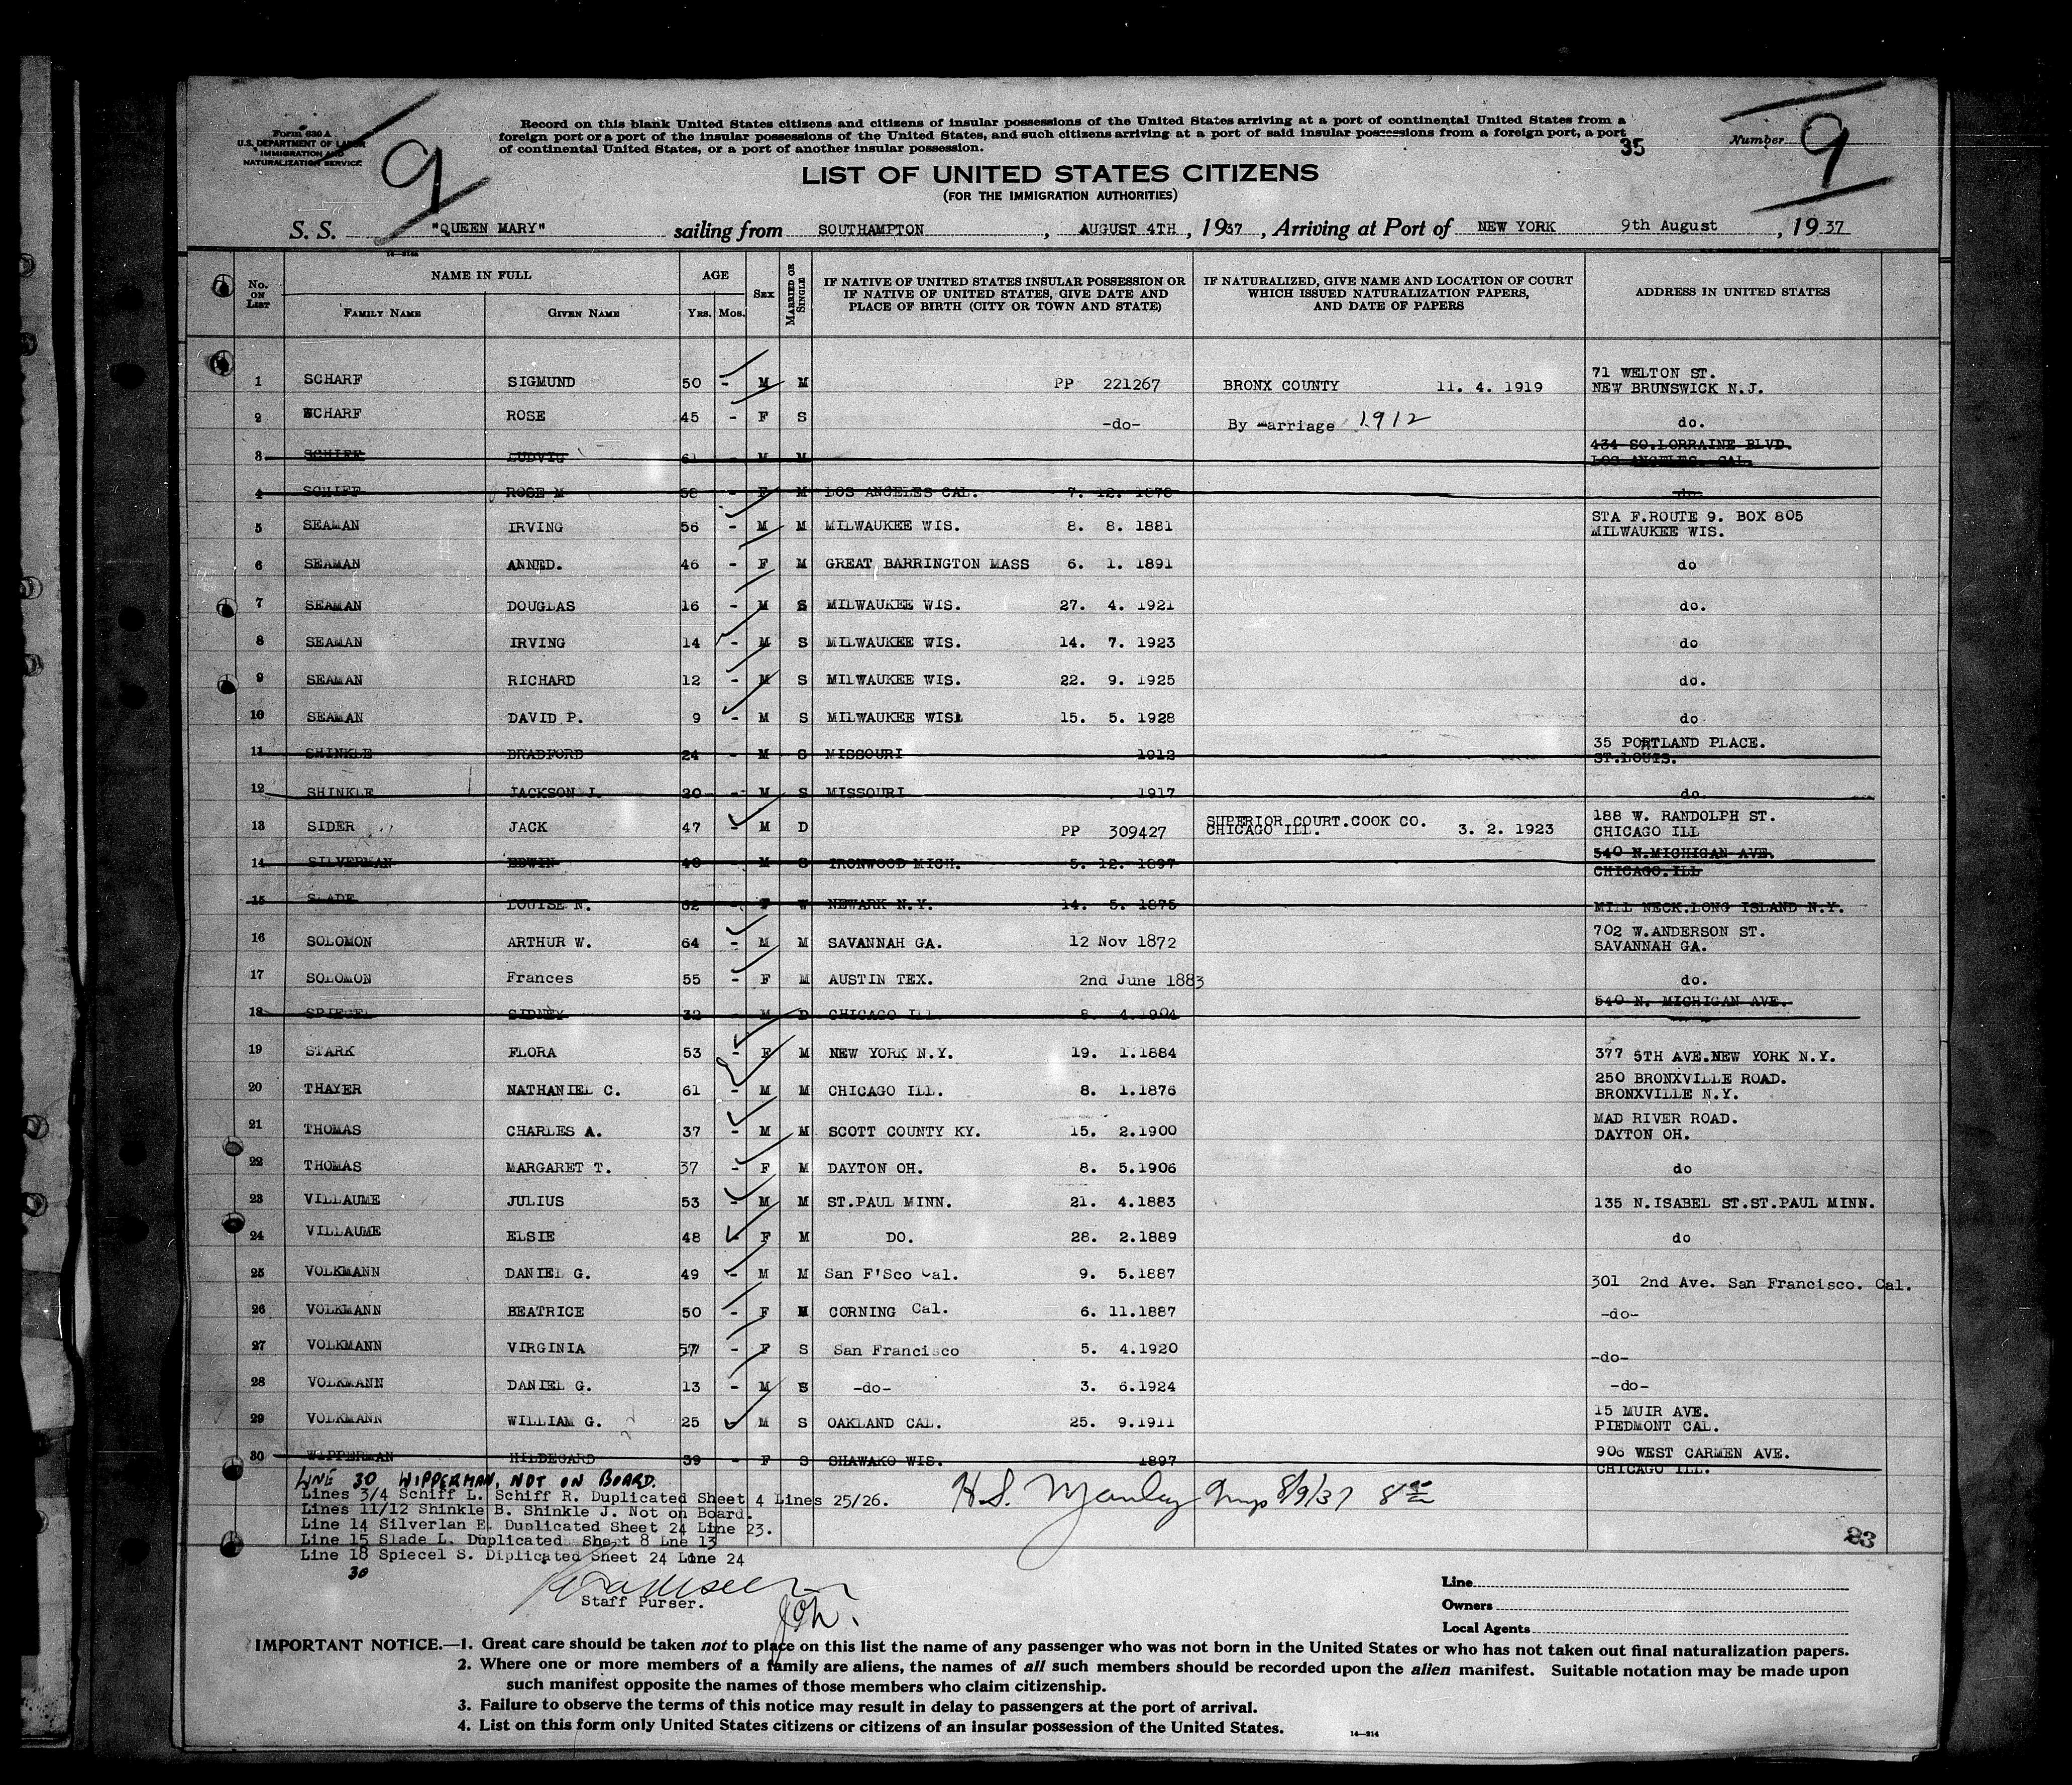 Form 630 A
U.S. DEPARTMENT OF LABOR
IMMIGRATION AND
NATURALIZATION SERVICE
9
Record on this blank United States citizens and citizens of insular possessions of the United States arriving at a port of continental United States from a
foreign port or a port of the insular possessions of the United States, and such citizens arriving at a port of said insular possessions from a foreign port, a port
of continental United States, or a port of another insular possession.
35
Number 9
LIST OF UNITED STATES CITIZENS
(FOR THE IMMIGRATION AUTHORITIES)
S. S. "QUEEN MARY" sailing from SOUTHAMPTON, AUGUST 4TH, 1937, Arriving at Port of NEW YORK 9th August, 1937
No. ON LIST NAME IN FULL AGE SEX MARRIED OR SINGLE IF NATIVE OF UNITED STATES INSULAR POSSESSION OR IF NATIVE OF UNITED STATES, GIVE DATE AND PLACE OF BIRTH (CITY OR TOWN AND STATE) IF NATURALIZED, GIVE NAME AND LOCATION OF COURT WHICH ISSUED NATURALIZATION PAPERS, AND DATE OF PAPERS ADDRESS IN UNITED STATES
FAMILY NAME GIVEN NAME YRS. MOS.
1 SCHARF SIGMUND 50 - M M PP 221267 BRONX COUNTY 11. 4. 1919 71 WELTON ST. NEW BRUNSWICK N.J.
2 SCHARF ROSE 45 - F S -do- By marriage 1912 do.
3 SCHIFF LUDVIG 61 - M M 434 SO.LORRAINE BLVD. LOS ANGELES. CAL.
4 SCHIFF ROSE M 58 - F M LOS ANGELES CAL. 7. 12. 1878 do.
5 SEAMAN IRVING 56 - M M MILWAUKEE WIS. 8. 8. 1881 STA F.ROUTE 9. BOX 805 MILWAUKEE WIS.
6 SEAMAN ANNED. 46 - F M GREAT BARRINGTON MASS 6. 1. 1891 do
7 SEAMAN DOUGLAS 16 - M S MILWAUKEE WIS. 27. 4. 1921 do.
8 SEAMAN IRVING 14 - M S MILWAUKEE WIS. 14. 7. 1923 do
9 SEAMAN RICHARD 12 - M S MILWAUKEE WIS. 22. 9. 1925 do.
10 SEAMAN DAVID P. 9 - M S MILWAUKEE WIS. 15. 5. 1928 do
11 SHINKLE BRADFORD 24 - M S MISSOURI 1912 35 PORTLAND PLACE. ST.LOUIS.
12 SHINKLE JACKSON J. 20 - M S MISSOURI 1917 do.
13 SIDER JACK 47 - M D PP 309427 SUPERIOR COURT.COOK CO. CHICAGO ILL. 3. 2. 1923 188 W. RANDOLPH ST. CHICAGO ILL
14 SILVERMAN EDWIN 40 - M S IRONWOOD MICH. 5. 12. 1897 540 N.MICHIGAN AVE. CHICAGO.ILL
15 SLADE LOUISE N. 62 - F W NEWARK N.Y. 14. 5. 1875 MILL NECK.LONG ISLAND N.Y.
16 SOLOMON ARTHUR W. 64 - M M SAVANNAH GA. 12 Nov 1872 702 W.ANDERSON ST. SAVANNAH GA.
17 SOLOMON Frances 55 - F M AUSTIN TEX. 2nd June 1883 do.
18 SPIEGEL SIDNEY 32 - M D CHICAGO ILL. 8. 4.1904 540 N. MICHIGAN AVE.
19 STARK FLORA 53 - F M NEW YORK N.Y. 19. 1.1884 377 5TH AVE.NEW YORK N.Y.
20 THAYER NATHANIEL C. 61 - M M CHICAGO ILL. 8. 1.1876 250 BRONXVILLE ROAD. BRONXVILLE N.Y.
21 THOMAS CHARLES A. 37 - M M SCOTT COUNTY KY. 15. 2.1900 MAD RIVER ROAD. DAYTON OH.
22 THOMAS MARGARET T. 37 - F M DAYTON OH. 8. 5.1906 do
23 VILLAUME JULIUS 53 - M M ST.PAUL MINN. 21. 4.1883 135 N.ISABEL ST.ST.PAUL MINN.
24 VILLAUME ELSIE 48 - F M DO. 28. 2.1889 do
25 VOLKMANN DANIEL G. 49 - M M San F'Sco Cal. 9. 5.1887 301 2nd Ave. San Francisco. Cal.
26 VOLKMANN BEATRICE 50 - F M CORNING Cal. 6. 11.1887 -do-
27 VOLKMANN VIRGINIA 57 - F S San Francisco 5. 4.1920 -do-
28 VOLKMANN DANIEL G. 13 - M S -do- 3. 6.1924 -do-
29 VOLKMANN WILLIAM G. 25 M S OAKLAND CAL. 25. 9.1911 15 MUIR AVE. PIEDMONT CAL.
30 WIPPERMAN HILDEGARD 39 - F S SHAWAKO WIS. 1897 906 WEST CARMEN AVE. CHICAGO ILL.
LINE 30 WIPPERMAN, NOT ON BOARD.
Lines 3/4 Schiff L. Schiff R. Duplicated Sheet 4 Lines 25/26.
H.S. Manley 8/9/37
Lines 11/12 Shinkle B. Shinkle J. Not on Board.
Line 14 Silverlan E. Duplicated Sheet 24 Line 23.
Line 15 Slade L. Duplicated Sheet 8 Lne 13
Line 18 Spiecel S. Diplicated Sheet 24 Line 24
30
83
Staff Purser.
Line
Owners
Local Agents
IMPORTANT NOTICE.—1. Great care should be taken not to place on this list the name of any passenger who was not born in the United States or who has not taken out final naturalization papers.
2. Where one or more members of a family are aliens, the names of all such members should be recorded upon the alien manifest. Suitable notation may be made upon
such manifest opposite the names of those members who claim citizenship.
3. Failure to observe the terms of this notice may result in delay to passengers at the port of arrival.
4. List on this form only United States citizens or citizens of an insular possession of the United States.
14—314